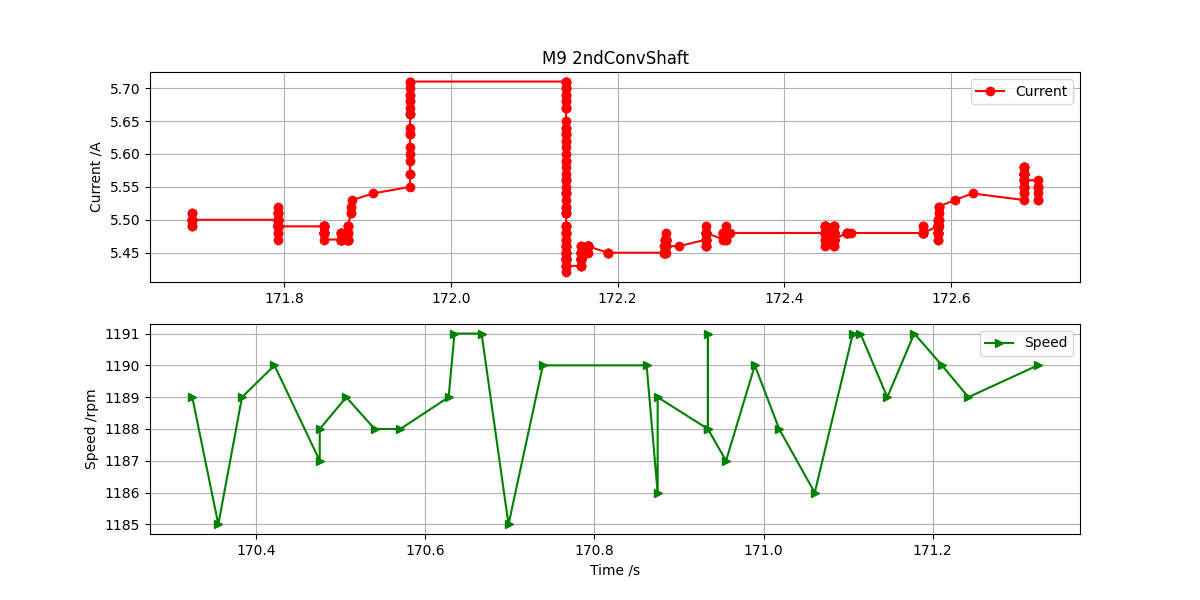 M9 2ndConvShaft
Current /A
5.70
5.65
5.60
5.55
5.50
5.45
Current
171.8 172.0 172.2 172.4 172.6
Speed /rpm
1191
1190
1189
1188
1187
1186
1185
Speed
170.4 170.6 170.8 171.0 171.2
Time /s